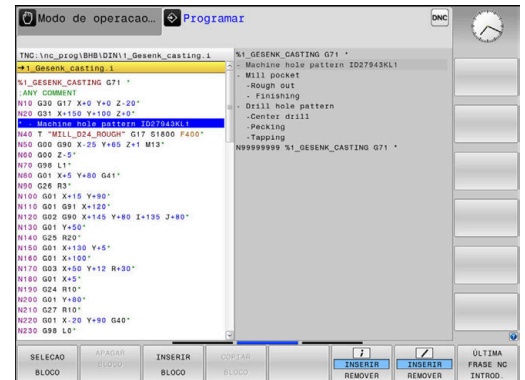 Modo de operacao...
Programar
DNC
TNC:\nc_prog\BHB\DIN\1_Gesenk_casting.i
→1_Gesenk_casting.i
%1_GESENK_CASTING G71 *
;ANY COMMENT
N10 G30 G17 X+0 Y+0 Z-20*
N20 G31 X+150 Y+100 Z+0*
* - Machine hole pattern ID27943KL1
N40 T "MILL_D24_ROUGH" G17 S1800 F400*
N50 G00 G90 X-25 Y+65 Z+1 M13*
N60 G00 Z-5*
N70 G98 L1*
N80 G01 X+5 Y+80 G41*
N90 G26 R3*
N100 G01 X+15 Y+90*
N110 G01 G91 X+120*
N120 G02 G90 X+145 Y+80 I+135 J+80*
N130 G01 Y+50*
N140 G25 R20*
N150 G01 X+130 Y+5*
N160 G01 X+100*
N170 G03 X+50 Y+12 R+30*
N180 G01 X+5*
N190 G24 R10*
N200 G01 Y+80*
N210 G27 R10*
N220 G01 X-20 Y+90 G40*
N230 G98 L0*
%1_GESENK_CASTING G71 *
- Machine hole pattern ID27943KL1
- Mill pocket
-Rough out
- Finishing
- Drill hole pattern
-Center drill
-Pecking
-Tapping
N99999999 %1_GESENK_CASTING G71 *
SELECAO
BLOCO
APAGAR
BLOCO
INSERIR
BLOCO
COPIAR
BLOCO
INSERIR
REMOVER
INSERIR
REMOVER
ÚLTIMA
FRASE NC
INTROD.